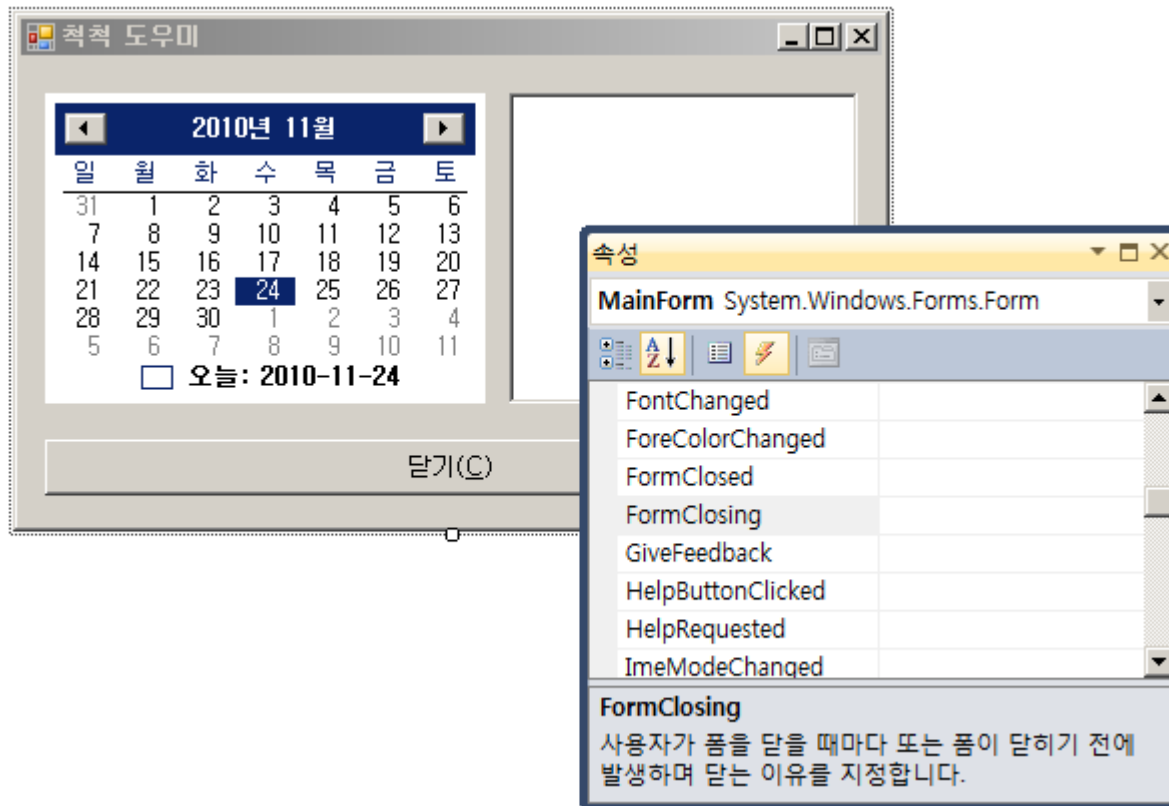 척척 도우미
2010년 11월
일 월 화 수 목 금 토
31 1 2 3 4 5 6
7 8 9 10 11 12 13
14 15 16 17 18 19 20
21 22 23 24 25 26 27
28 29 30 1 2 3 4
5 6 7 8 9 10 11
오늘: 2010-11-24
닫기(C)
속성
MainForm System.Windows.Forms.Form
FontChanged
ForeColorChanged
FormClosed
FormClosing
GiveFeedback
HelpButtonClicked
HelpRequested
ImeModeChanged
FormClosing
사용자가 폼을 닫을 때마다 또는 폼이 닫히기 전에
발생하며 닫는 이유를 지정합니다.